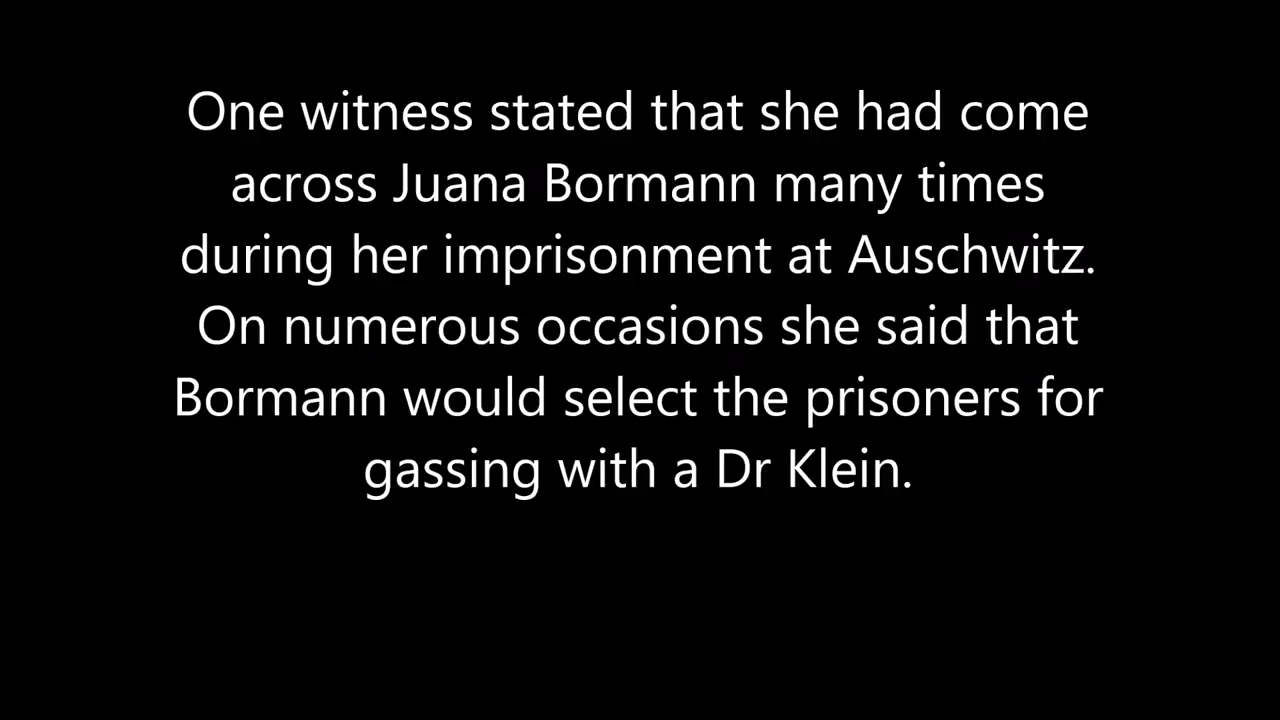 One witness stated that she had come
across Juana Bormann many times
during her imprisonment at Auschwitz.
On numerous occasions she said that
Bormann would select the prisoners for
gassing with a Dr Klein.